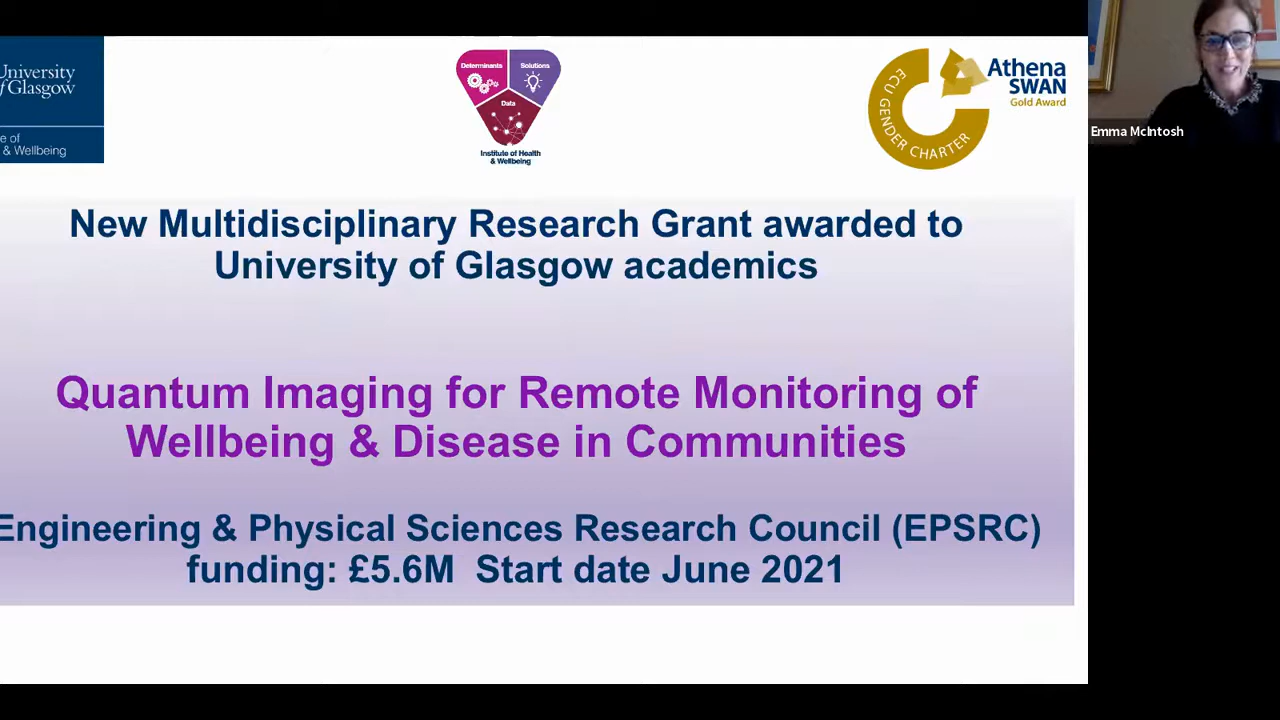 University
of Glasgow
e of
& Wellbeing
Determinants
Solutions
Data
Institute of Health
& Wellbeing
ECU GENDER CHARTER
Athena
SWAN
Gold Award
Emma McIntosh
New Multidisciplinary Research Grant awarded to
University of Glasgow academics
Quantum Imaging for Remote Monitoring of
Wellbeing & Disease in Communities
Engineering & Physical Sciences Research Council (EPSRC)
funding: £5.6M Start date June 2021